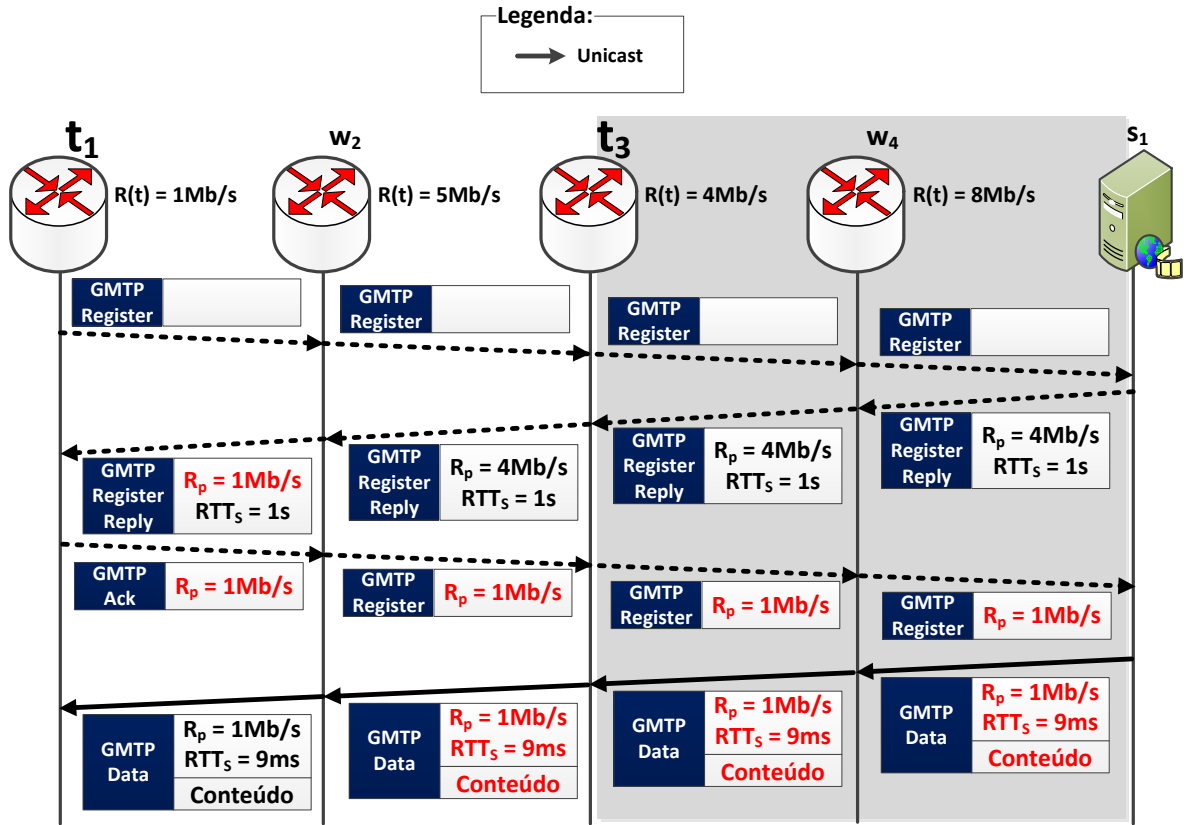 Legenda:
Unicast
t1
w2
t3
w4
s1
R(t) = 1Mb/s
R(t) = 5Mb/s
R(t) = 4Mb/s
R(t) = 8Mb/s
GMTP
Register
GMTP
Register
GMTP
Register
GMTP
Register
GMTP
Register
Reply
Rp = 1Mb/s
RTTS = 1s
GMTP
Register
Reply
Rp = 4Mb/s
RTTS = 1s
GMTP
Register
Reply
Rp = 4Mb/s
RTTS = 1s
GMTP
Register
Reply
Rp = 4Mb/s
RTTS = 1s
GMTP
Ack
Rp = 1Mb/s
GMTP
Register
Rp = 1Mb/s
GMTP
Register
Rp = 1Mb/s
GMTP
Register
Rp = 1Mb/s
GMTP
Data
Rp = 1Mb/s
RTTS = 9ms
Conteúdo
GMTP
Data
Rp = 1Mb/s
RTTS = 9ms
Conteúdo
GMTP
Data
Rp = 1Mb/s
RTTS = 9ms
Conteúdo
GMTP
Data
Rp = 1Mb/s
RTTS = 9ms
Conteúdo